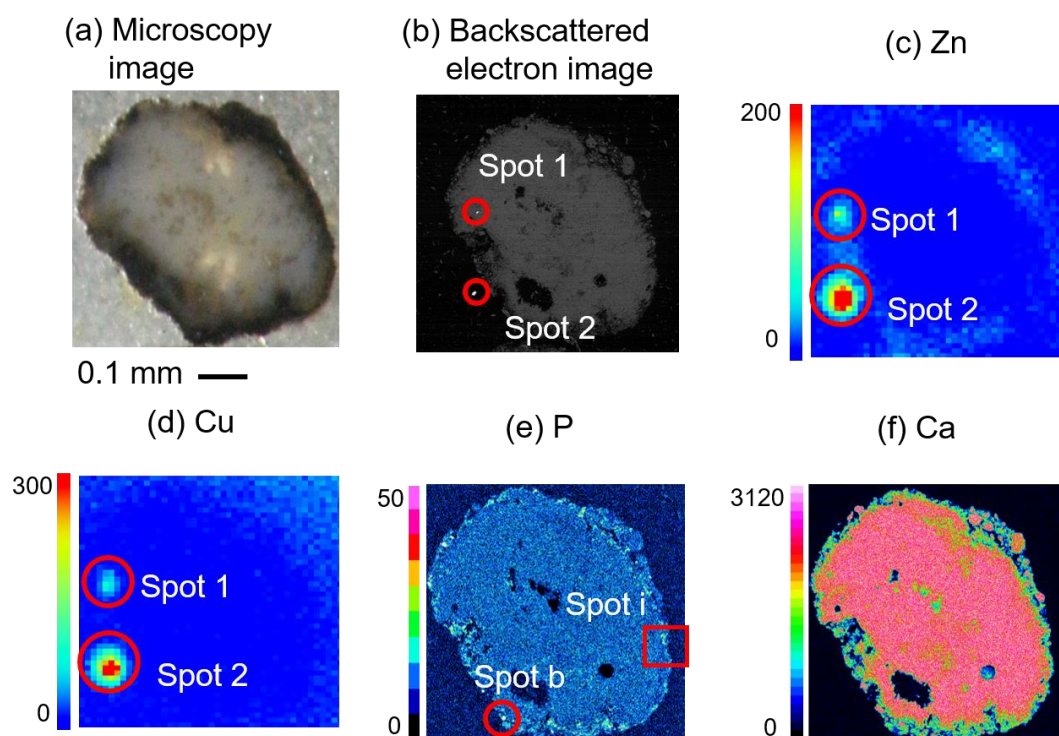 (a) Microscopy
image
(b) Backscattered
electron image
(c) Zn
Spot 1
Spot 2
200
0
Spot 1
Spot 2
0.1 mm
(d) Cu
(e) P
(f) Ca
300
0
Spot 1
Spot 2
50
0
Spot i
Spot b
3120
0